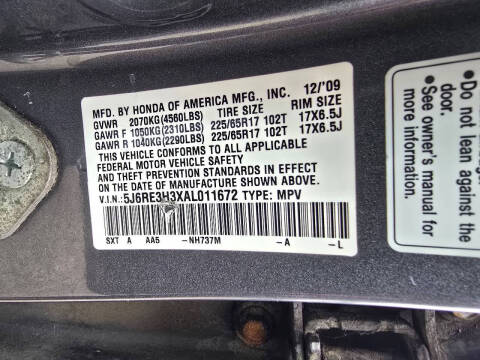 MFD. BY HONDA OF AMERICA MFG., INC. 12/'09
GVWR 2070KG(4560LBS) TIRE SIZE RIM SIZE
GAWR F 1050KG(2310LBS) 225/65R17 102T 17X6.5J
GAWR R 1040KG(2290LBS) 225/65R17 102T 17X6.5J
THIS VEHICLE CONFORMS TO ALL APPLICABLE
FEDERAL MOTOR VEHICLE SAFETY
AND THEFT PREVENTION STANDARDS IN EFFECT
ON THE DATE OF MANUFACTURE SHOWN ABOVE.
V.I.N.:5J6RE3H3XAL011672 TYPE: MPV
SXT A AA5 -NH737M -A -L
• Do not lean against the
door.
• See owner's manual for
more information.